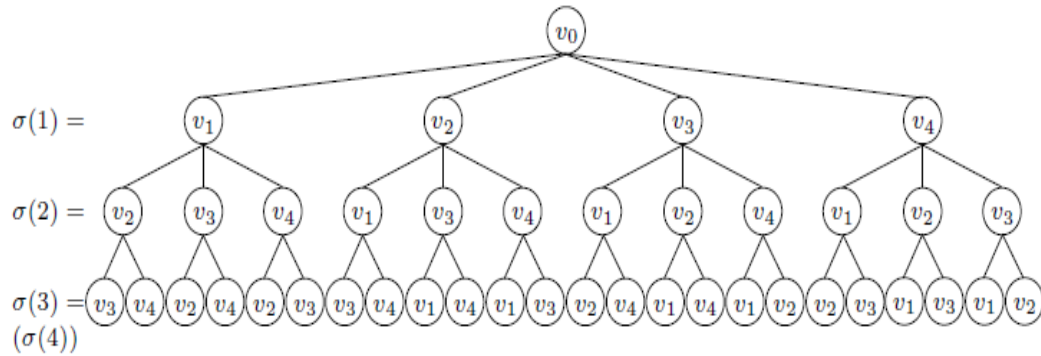 v₀
σ(1) = v₁ v₂ v₃ v₄
σ(2) = v₂ v₃ v₄ v₁ v₃ v₄ v₁ v₂ v₄ v₁ v₂ v₃
σ(3) = v₃ v₄ v₂ v₄ v₂ v₃ v₃ v₄ v₁ v₄ v₁ v₃ v₂ v₄ v₁ v₄ v₁ v₂ v₂ v₃ v₁ v₃ v₁ v₂
(σ(4))